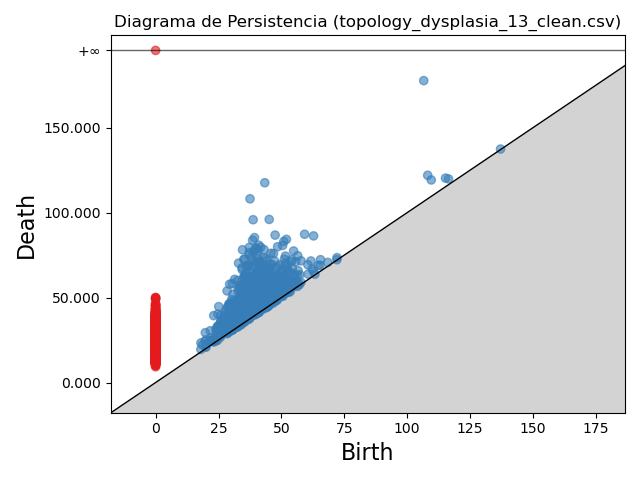 Diagrama de Persistencia (topology_dysplasia_13_clean.csv)
+∞
150.000
100.000
50.000
0.000
Death
0 25 50 75 100 125 150 175
Birth